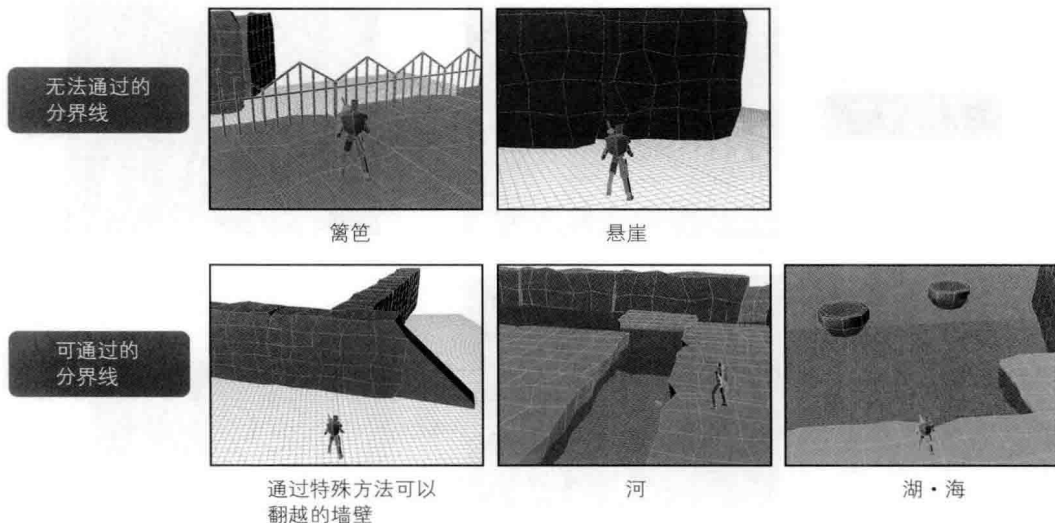 无法通过的
分界线
篱笆
悬崖
可通过的
分界线
通过特殊方法可以
翻越的墙壁
河
湖・海